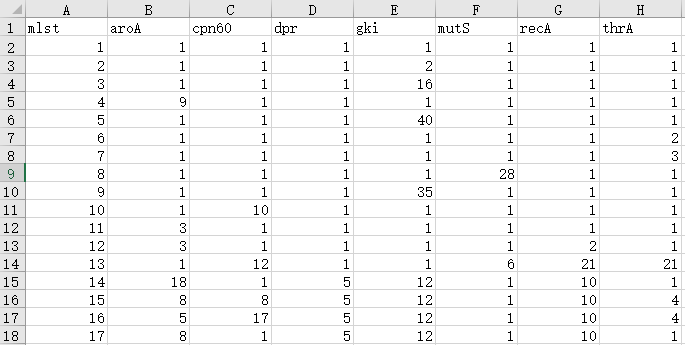 A B C D E F G H
1 mlst aroA cpn60 dpr gki mutS recA thrA
2 1 1 1 1 1 1 1 1
3 2 1 1 1 2 1 1 1
4 3 1 1 1 16 1 1 1
5 4 9 1 1 1 1 1 1
6 5 1 1 1 40 1 1 1
7 6 1 1 1 1 1 1 2
8 7 1 1 1 1 1 1 3
9 8 1 1 1 1 28 1 1
10 9 1 1 1 35 1 1 1
11 10 1 10 1 1 1 1 1
12 11 3 1 1 1 1 1 1
13 12 3 1 1 1 1 2 1
14 13 1 12 1 1 6 21 21
15 14 18 1 5 12 1 10 1
16 15 8 8 5 12 1 10 4
17 16 5 17 5 12 1 10 4
18 17 8 1 5 12 1 10 1